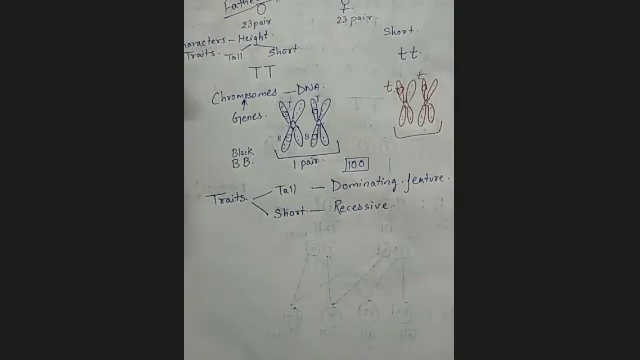 Father ♀
23 pair 23 pair
Characters - Height. Short.
Traits. Tall Short tt
TT
Chromosomes - DNA t. t.
T T
Genes.
B B
Black
BB. 1 pair. 100
Traits Tall - Dominating feature.
Short - Recessive.